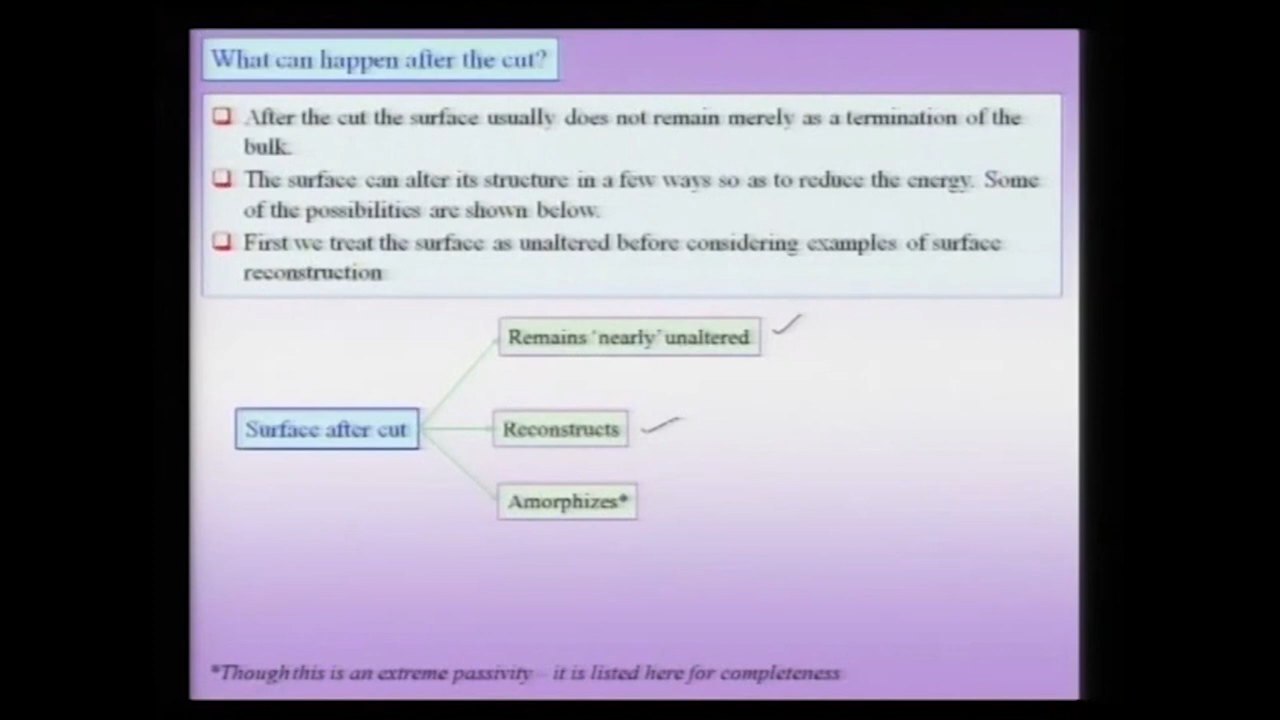 What can happen after the cut?
After the cut the surface usually does not remain merely as a termination of the
bulk.
The surface can alter its structure in a few ways so as to reduce the energy. Some
of the possibilities are shown below.
First we treat the surface as unaltered before considering examples of surface
reconstruction
Remains 'nearly' unaltered
Surface after cut
Reconstructs
Amorphizes*
*Though this is an extreme passivity – it is listed here for completeness